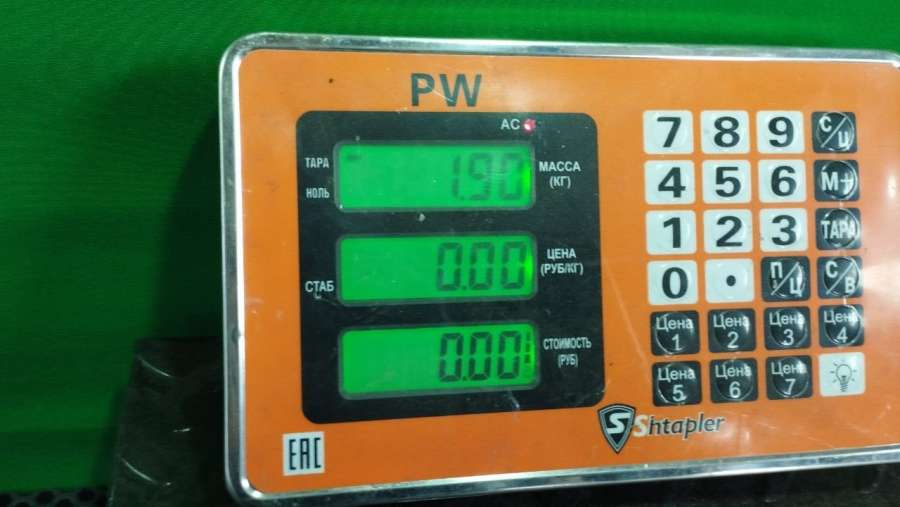 PW
AC
ТАРА
НОЛЬ
1.90
МАССА
(КГ)
СТАБ
0.00
ЦЕНА
(РУБ/КГ)
0.00
СТОИМОСТЬ
(РУБ)
7 8 9 С/Ц
4 5 6 М+
1 2 3 ТАРА
0 . П/Ц С/В
Цена 1 Цена 2 Цена 3 Цена 4
Цена 5 Цена 6 Цена 7
S Shtapler
EAC